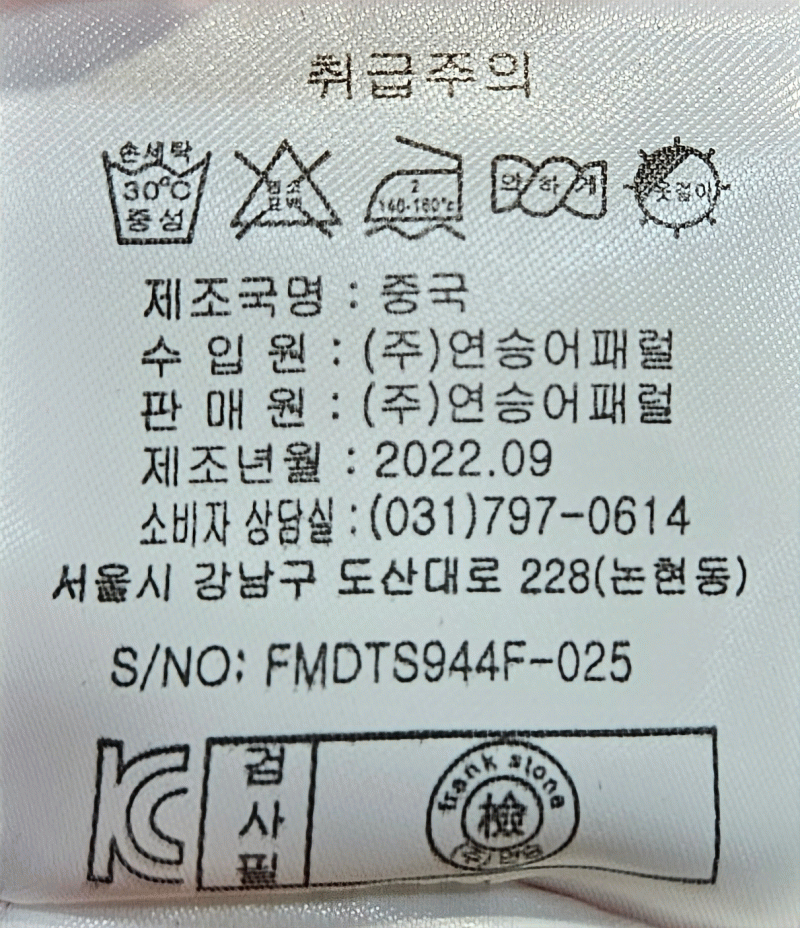 취급주의
손세탁
30℃
중성
염소
표백
2
140-160℃
약하게
옷걸이
제조국명 : 중국
수 입 원 : (주)연승어패럴
판 매 원 : (주)연승어패럴
제조년월 : 2022.09
소비자 상담실 : (031)797-0614
서울시 강남구 도산대로 228(논현동)
S/NO: FMDTS944F-025
KC
검사필
frank stone
檢